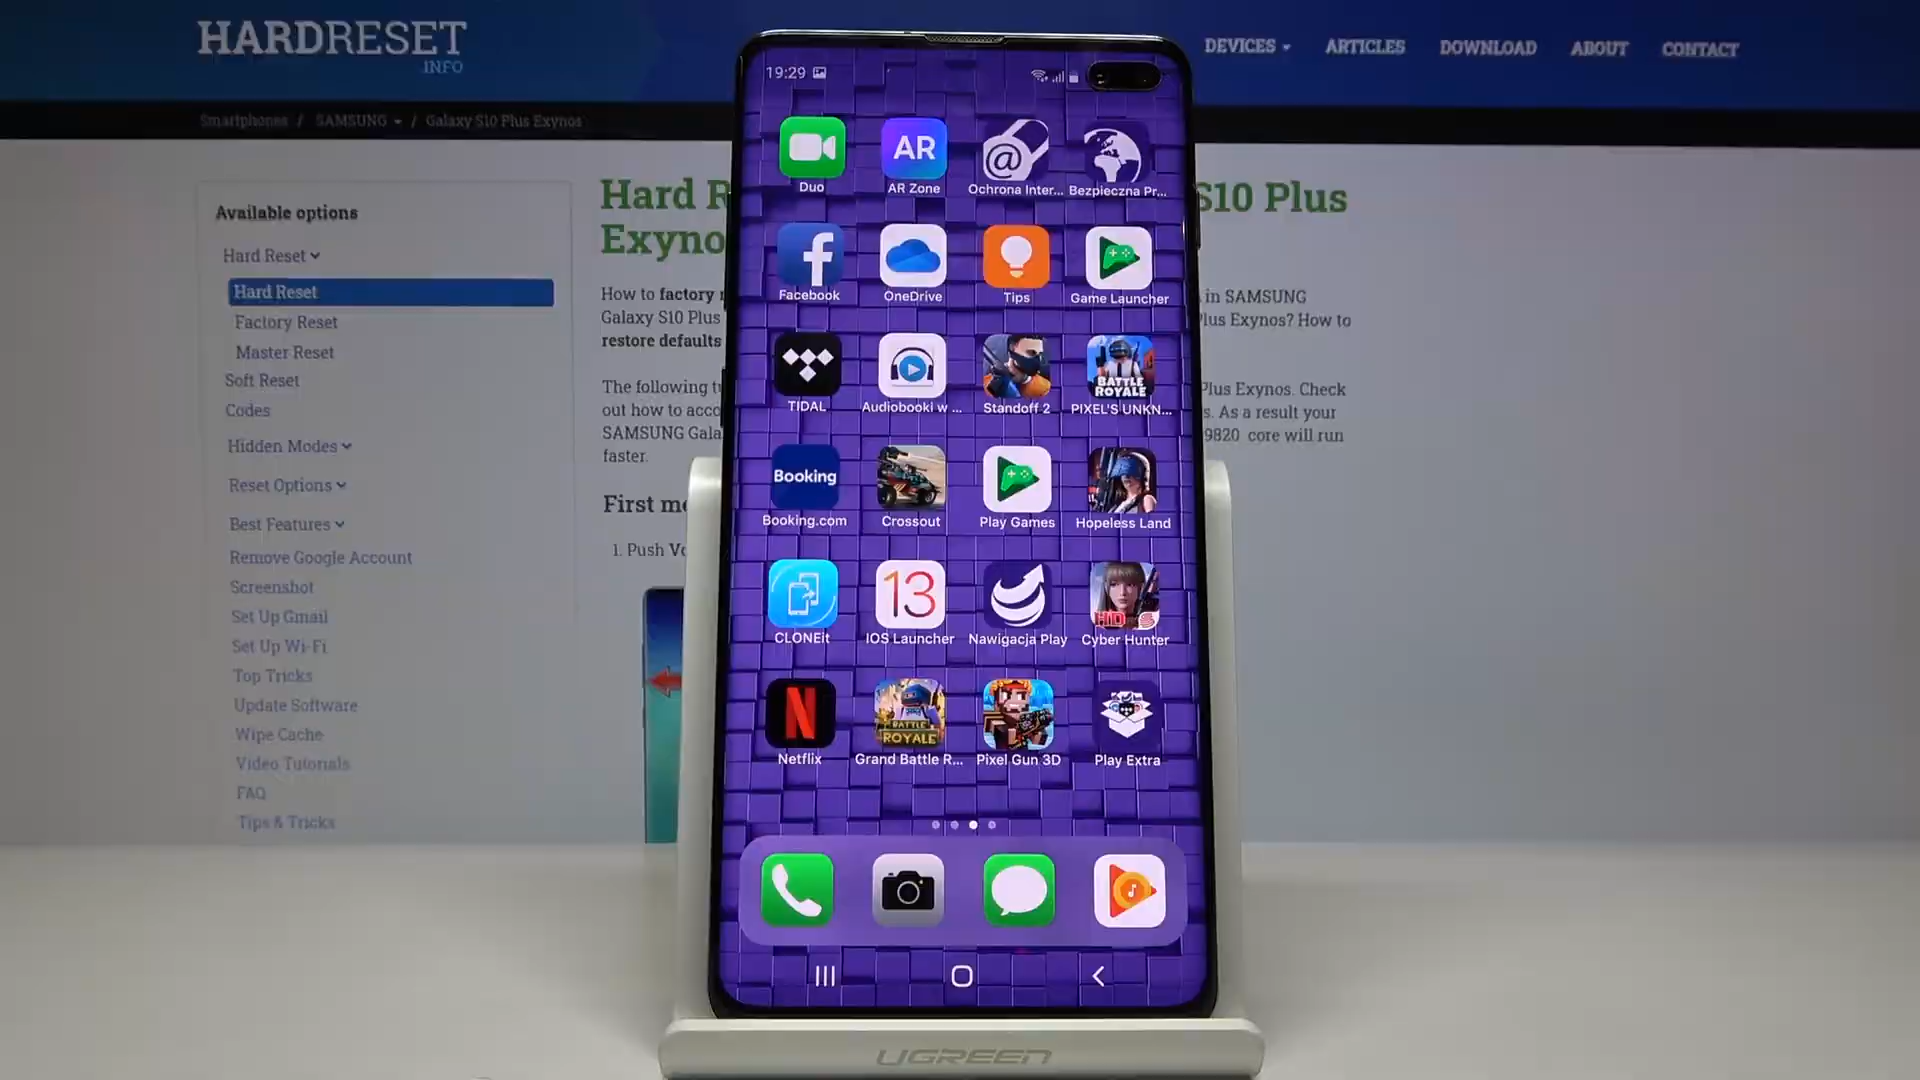 HARDRESET
.INFO
DEVICES
ARTICLES
DOWNLOAD
ABOUT
CONTACT
Smartphones / SAMSUNG / Galaxy S10 Plus Exynos
Available options
Hard Reset
Hard Reset
Factory Reset
Master Reset
Soft Reset
Codes
Hidden Modes
Reset Options
Best Features
Remove Google Account
Screenshot
Set Up Gmail
Set Up Wi-Fi
Top Tricks
Update Software
Wipe Cache
Video Tutorials
FAQ
Tips & Tricks
Hard
S10 Plus
How to factory
in SAMSUNG
Galaxy S10 Plus
Plus Exynos? How to
restore defaults
The following
Plus Exynos. Check
out how to
As a result your
SAMSUNG
9820 core will run
faster.
First
1. Push
19:29
AR
Duo
AR Zone
@
Ochrona Inter...
Bezpieczna Pr...
f
Facebook
OneDrive
Tips
Game Launcher
BATTLE
ROYALE
TIDAL
Audiobooki w ...
Standoff 2
PIXEL'S UNKN...
Booking
Booking.com
Crossout
Play Games
Hopeless Land
13
HD
CLONEit
IOS Launcher
Nawigacja Play
Cyber Hunter
N
BATTLE
ROYALE
Netflix
Grand Battle R...
Pixel Gun 3D
Play Extra
UGREEN